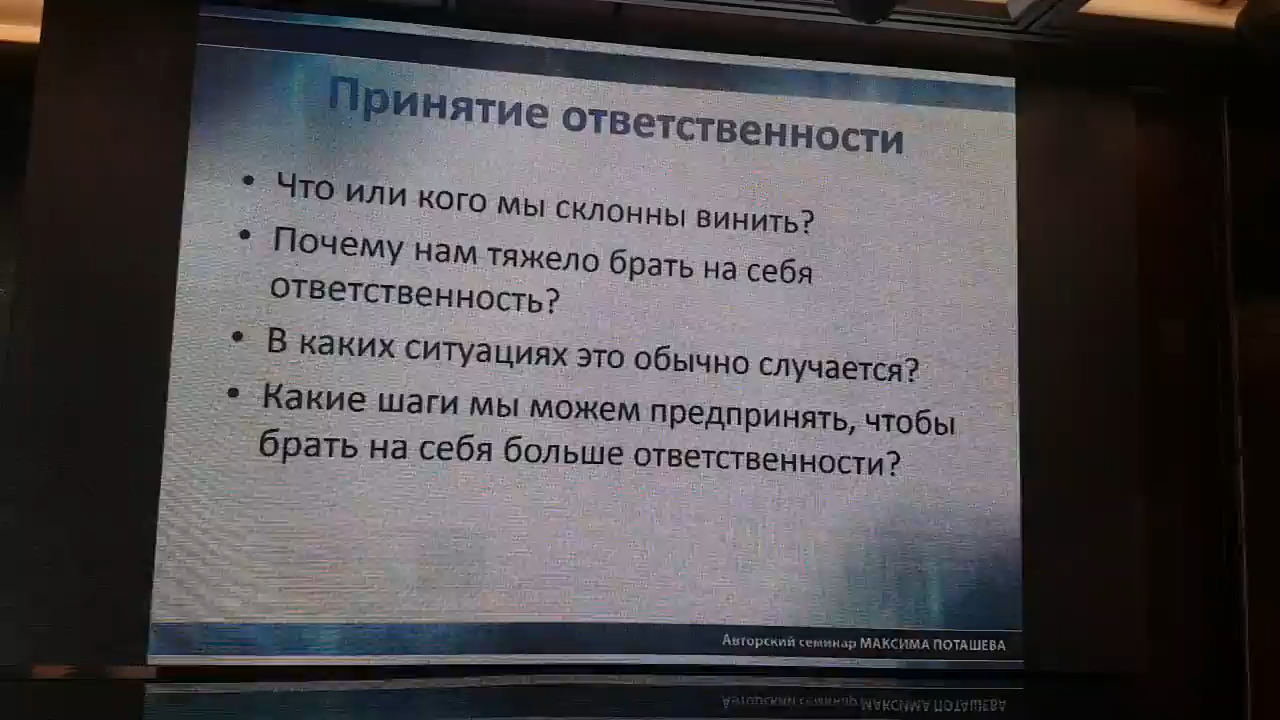 Принятие ответственности
• Что или кого мы склонны винить?
• Почему нам тяжело брать на себя
ответственность?
• В каких ситуациях это обычно случается?
• Какие шаги мы можем предпринять, чтобы
брать на себя больше ответственности?
Авторский семинар МАКСИМА ПОТАШЕВА